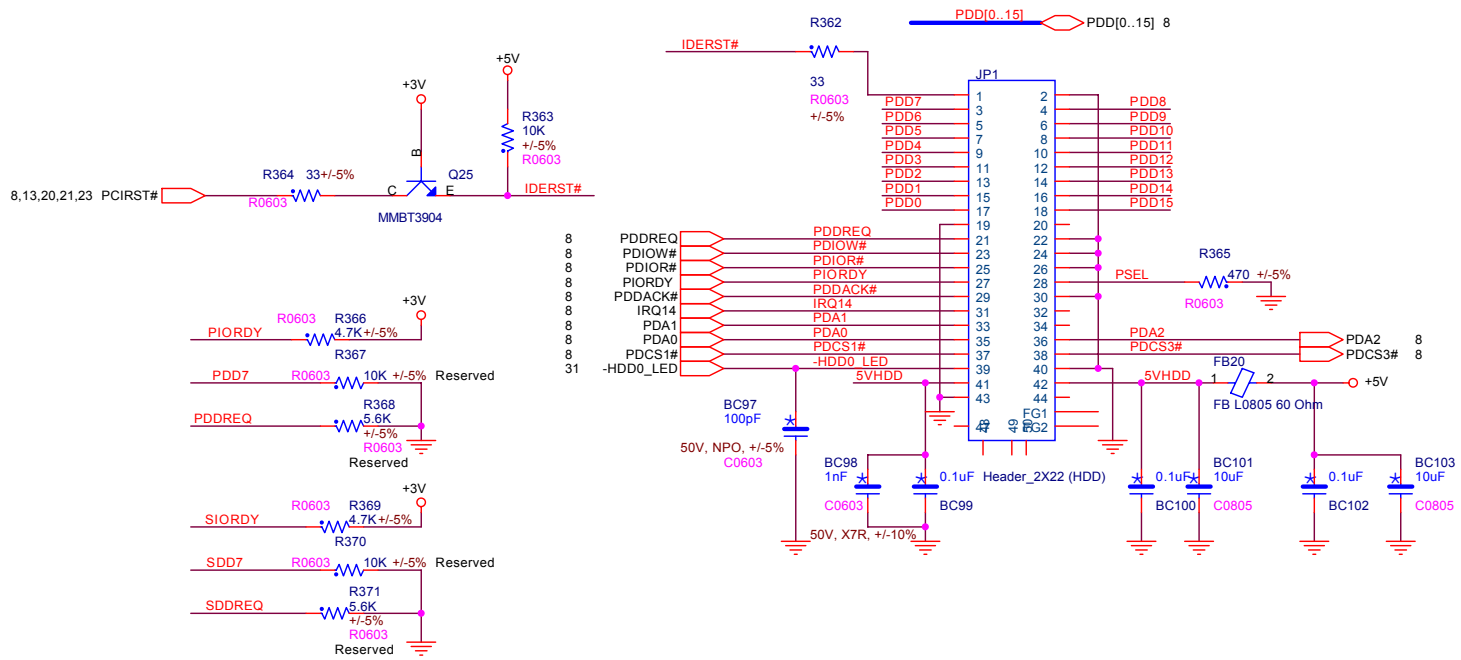 PDD[0..15]
PDD[0..15] 8
R362
IDERST#
33
R0603
+/-5%
+5V
+3V
R363
10K
+/-5%
R0603
B
R364 33+/-5%
Q25
8,13,20,21,23 PCIRST#
R0603
C
E
IDERST#
MMBT3904
JP1
1 2
PDD7 3 4 PDD8
PDD6 5 6 PDD9
PDD5 7 8 PDD10
PDD4 9 10 PDD11
PDD3 11 12 PDD12
PDD2 13 14 PDD13
PDD1 15 16 PDD14
PDD0 17 18 PDD15
19 20
8 PDDREQ PDDREQ 21 22
8 PDIOW# PDIOW# 23 24
8 PDIOR# PDIOR# 25 26
8 PIORDY PIORDY 27 28 PSEL
8 PDDACK# PDDACK# 29 30
8 IRQ14 IRQ14 31 32
8 PDA1 PDA1 33 34
8 PDA0 PDA0 35 36 PDA2 PDA2 8
8 PDCS1# PDCS1# 37 38 PDCS3# PDCS3# 8
31 -HDD0_LED -HDD0_LED 39 40
5VHDD 41 42 5VHDD
43 44
FG1
49
R365
470 +/-5%
R0603
FB20
1 2
+5V
FB L0805 60 Ohm
Header_2X22 (HDD)
BC97
100pF
50V, NPO, +/-5%
C0603
BC98
1nF
C0603
0.1uF
BC99
50V, X7R, +/-10%
0.1uF
BC100
BC101
10uF
C0805
0.1uF
BC102
BC103
10uF
C0805
+3V
R0603
R366
PIORDY
4.7K+/-5%
R367
PDD7
R0603
10K +/-5% Reserved
R368
PDDREQ
5.6K
+/-5%
R0603
Reserved
+3V
R0603
R369
SIORDY
4.7K+/-5%
R370
SDD7
R0603
10K +/-5% Reserved
R371
SDDREQ
5.6K
+/-5%
R0603
Reserved